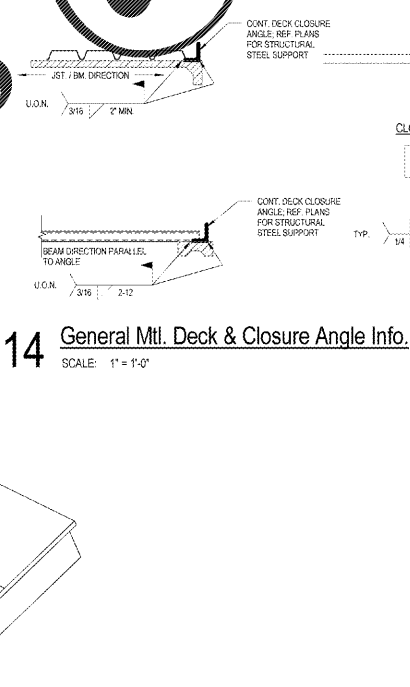 CONT. DECK CLOSURE
ANGLE; REF. PLANS
FOR STRUCTURAL
STEEL SUPPORT
JST. / BM. DIRECTION
U.O.N.
3/16
2" MIN.
CL
CONT. DECK CLOSURE
ANGLE; REF. PLANS
FOR STRUCTURAL
STEEL SUPPORT
TYP.
1/4
BEAM DIRECTION PARALLEL
TO ANGLE
U.O.N.
3/16
2-12
14 General Mtl. Deck & Closure Angle Info.
SCALE: 1" = 1'-0"